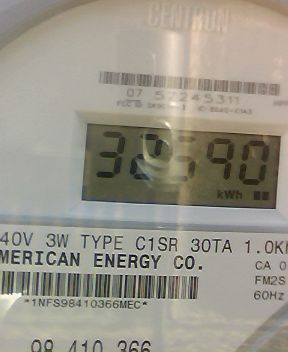 CENTRON
07 57245311
32590
kWh
40V 3W TYPE C1SR 30TA 1.0K
MERICAN ENERGY CO.
CA 0
FM2S
60Hz
*1NFS98410366MEC*
98 410 366